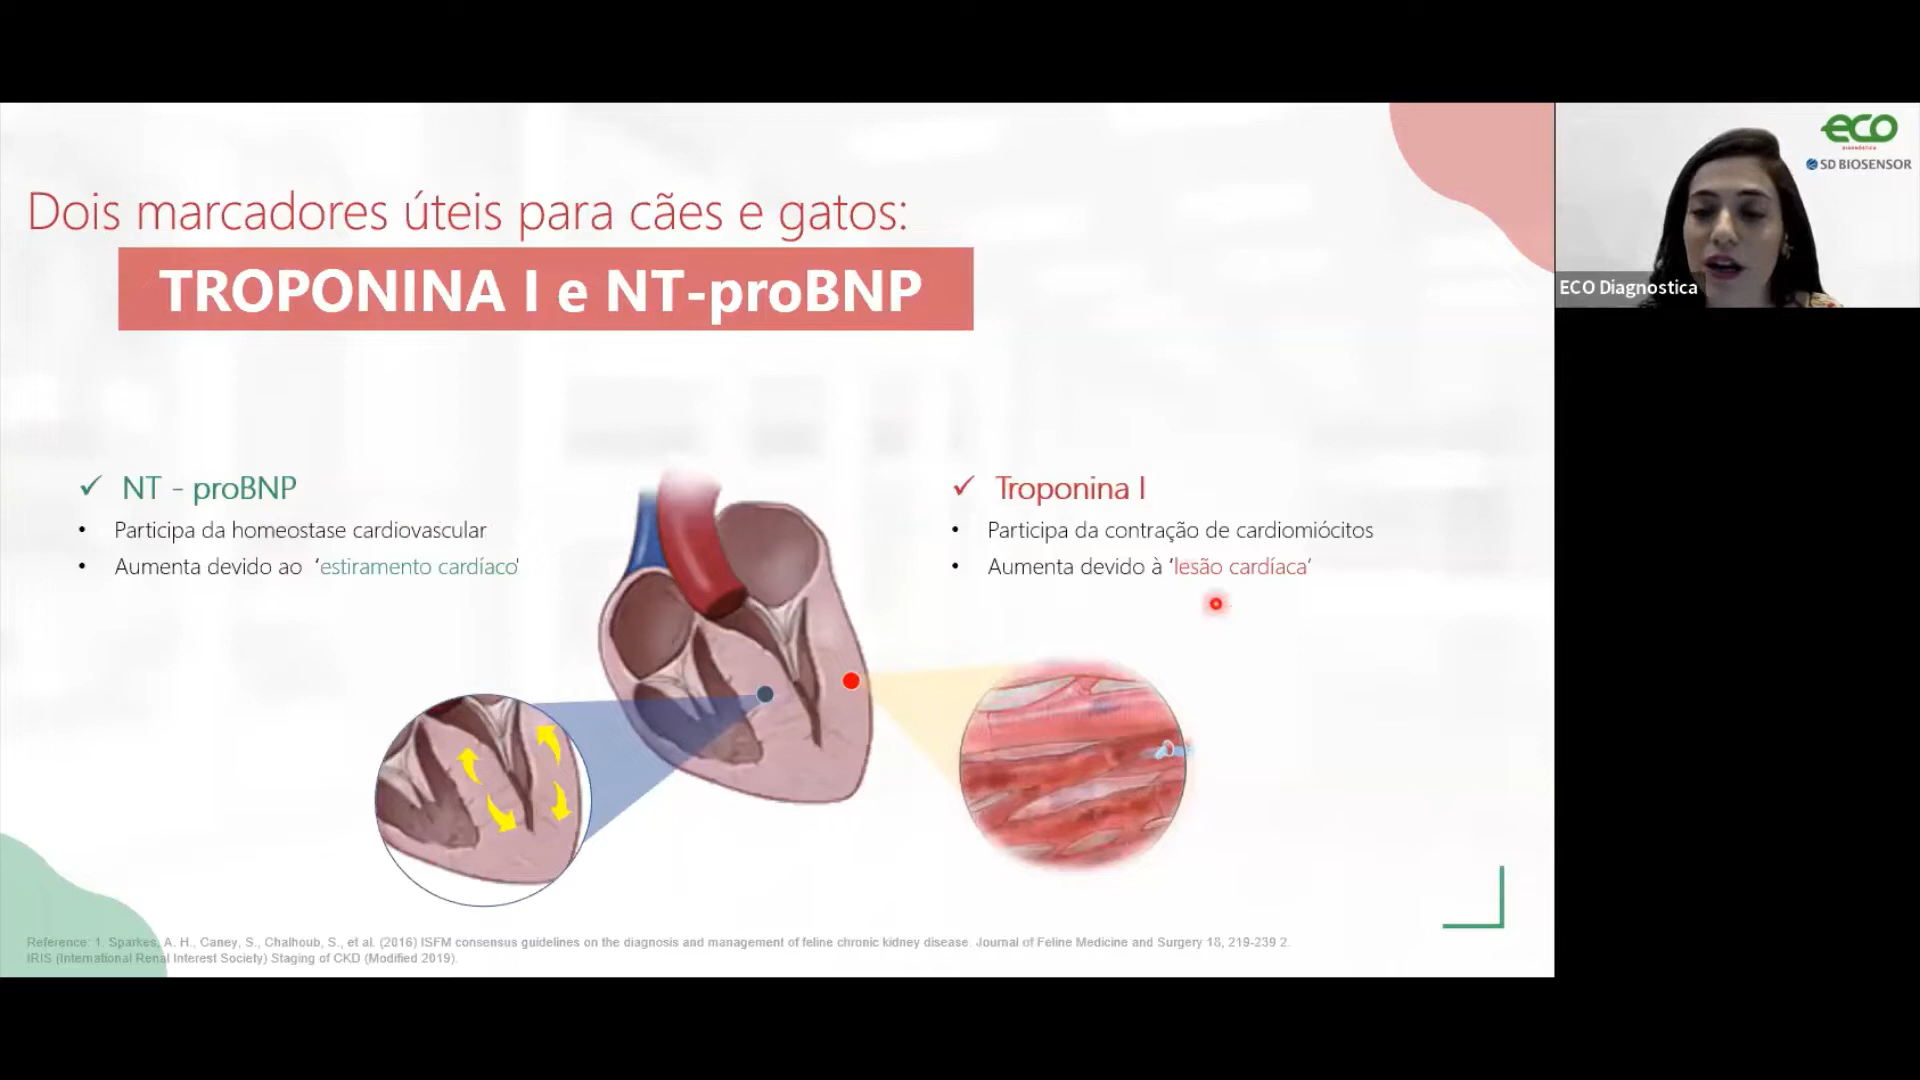 Dois marcadores úteis para cães e gatos:
TROPONINA I e NT-proBNP
✓ NT - proBNP
• Participa da homeostase cardiovascular
• Aumenta devido ao 'estiramento cardíaco'
✓ Troponina I
• Participa da contração de cardiomiócitos
• Aumenta devido à 'lesão cardíaca'
Reference: 1. Sparkes, A. H., Caney, S., Chalhoub, S., et al. (2016) ISFM consensus guidelines on the diagnosis and management of feline chronic kidney disease. Journal of Feline Medicine and Surgery 18, 219-239 2.
IRIS (International Renal Interest Society) Staging of CKD (Modified 2019).
eco
DIAGNÓSTICA
SD BIOSENSOR
ECO Diagnostica